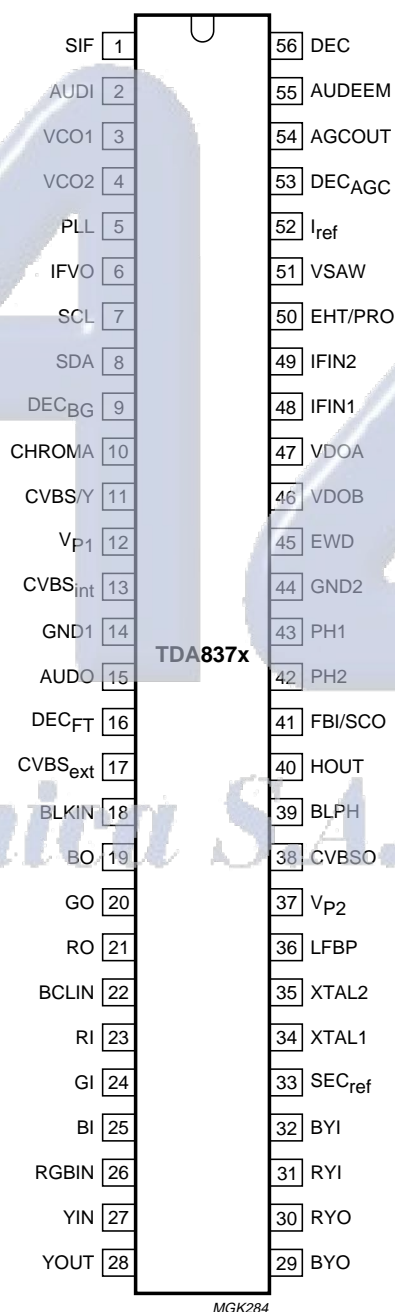 SIF 1
AUDI 2
VCO1 3
VCO2 4
PLL 5
IFVO 6
SCL 7
SDA 8
DECBG 9
CHROMA 10
CVBS/Y 11
VP1 12
CVBSint 13
GND1 14
AUDO 15
DECFT 16
CVBSext 17
BLKIN 18
BO 19
GO 20
RO 21
BCLIN 22
RI 23
GI 24
BI 25
RGBIN 26
YIN 27
YOUT 28
TDA837x
56 DEC
55 AUDEEM
54 AGCOUT
53 DECAGC
52 Iref
51 VSAW
50 EHT/PRO
49 IFIN2
48 IFIN1
47 VDOA
46 VDOB
45 EWD
44 GND2
43 PH1
42 PH2
41 FBI/SCO
40 HOUT
39 BLPH
38 CVBSO
37 VP2
36 LFBP
35 XTAL2
34 XTAL1
33 SECref
32 BYI
31 RYI
30 RYO
29 BYO
MGK284
S.A.